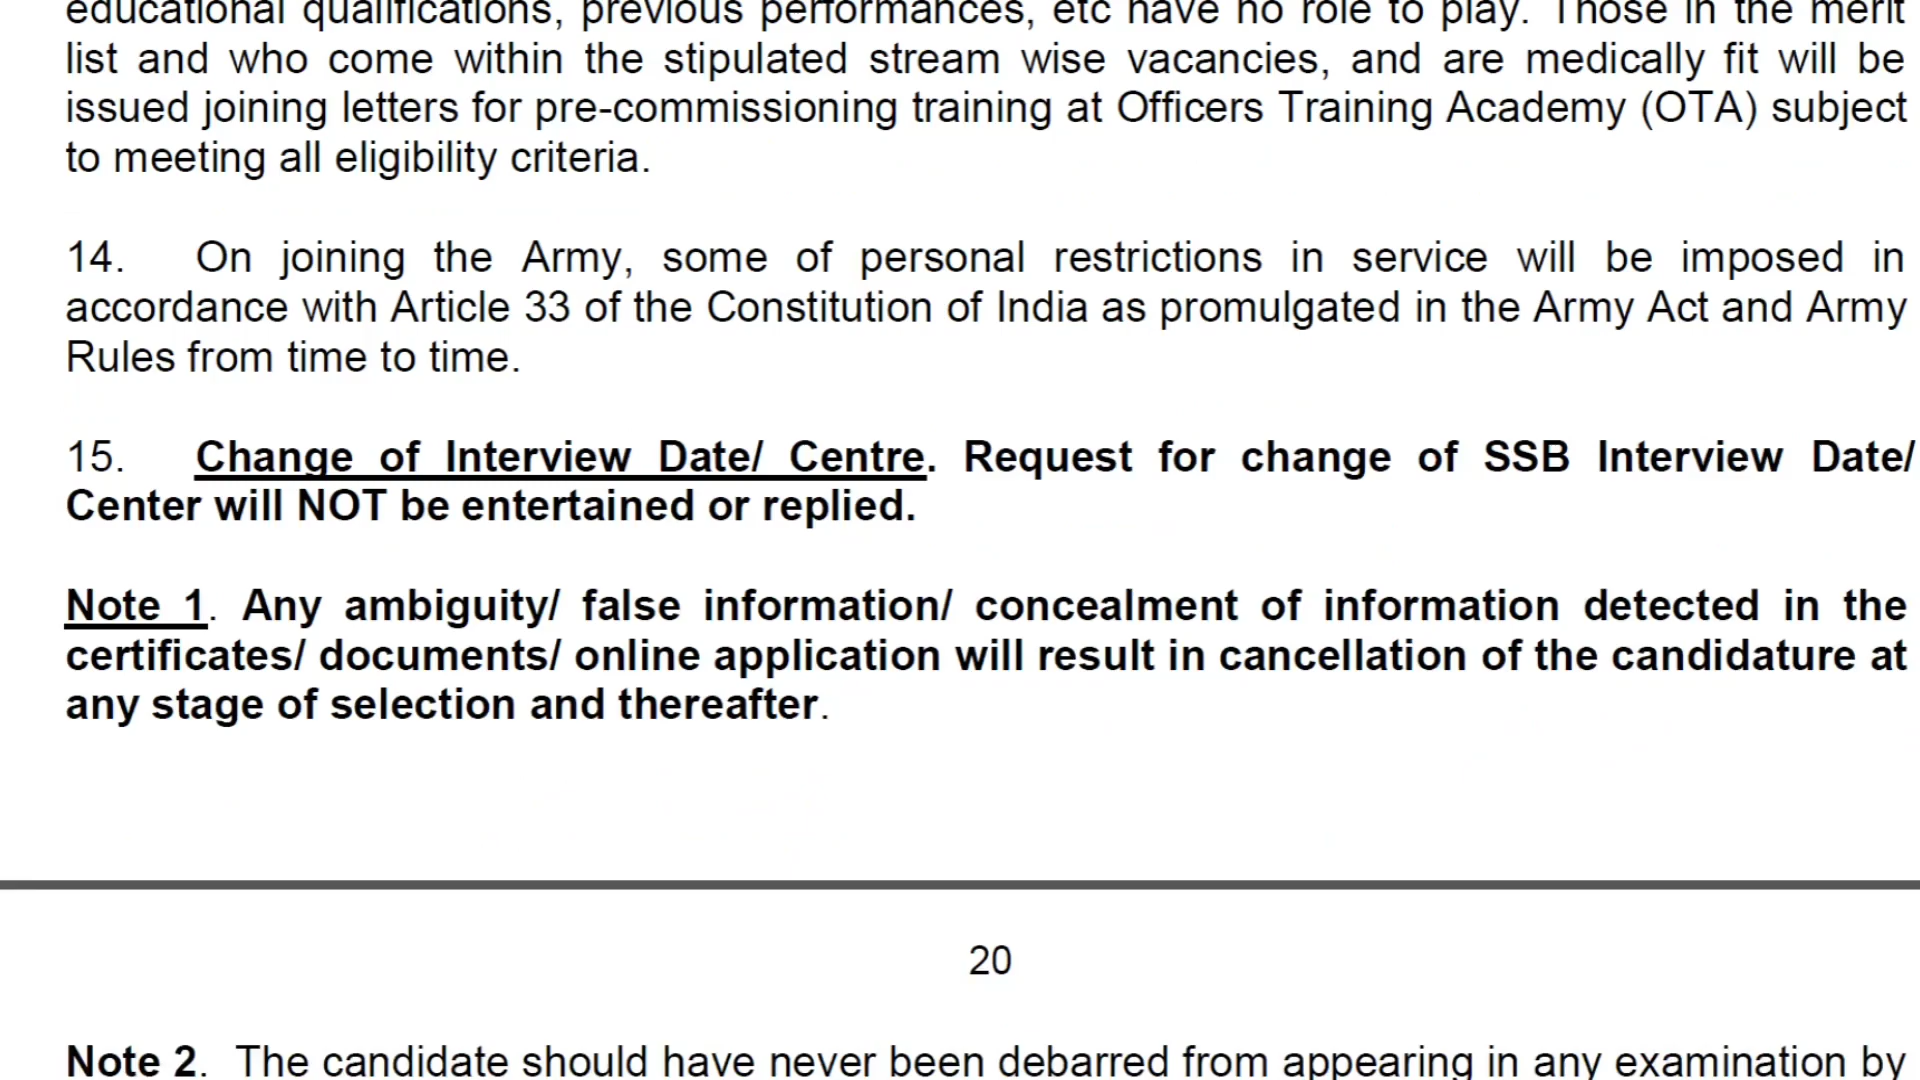 educational qualifications, previous performances, etc have no role to play. Those in the merit
list and who come within the stipulated stream wise vacancies, and are medically fit will be
issued joining letters for pre-commissioning training at Officers Training Academy (OTA) subject
to meeting all eligibility criteria.
14. On joining the Army, some of personal restrictions in service will be imposed in
accordance with Article 33 of the Constitution of India as promulgated in the Army Act and Army
Rules from time to time.
15. Change of Interview Date/ Centre. Request for change of SSB Interview Date/
Center will NOT be entertained or replied.
Note 1. Any ambiguity/ false information/ concealment of information detected in the
certificates/ documents/ online application will result in cancellation of the candidature at
any stage of selection and thereafter.
20
Note 2. The candidate should have never been debarred from appearing in any examination by